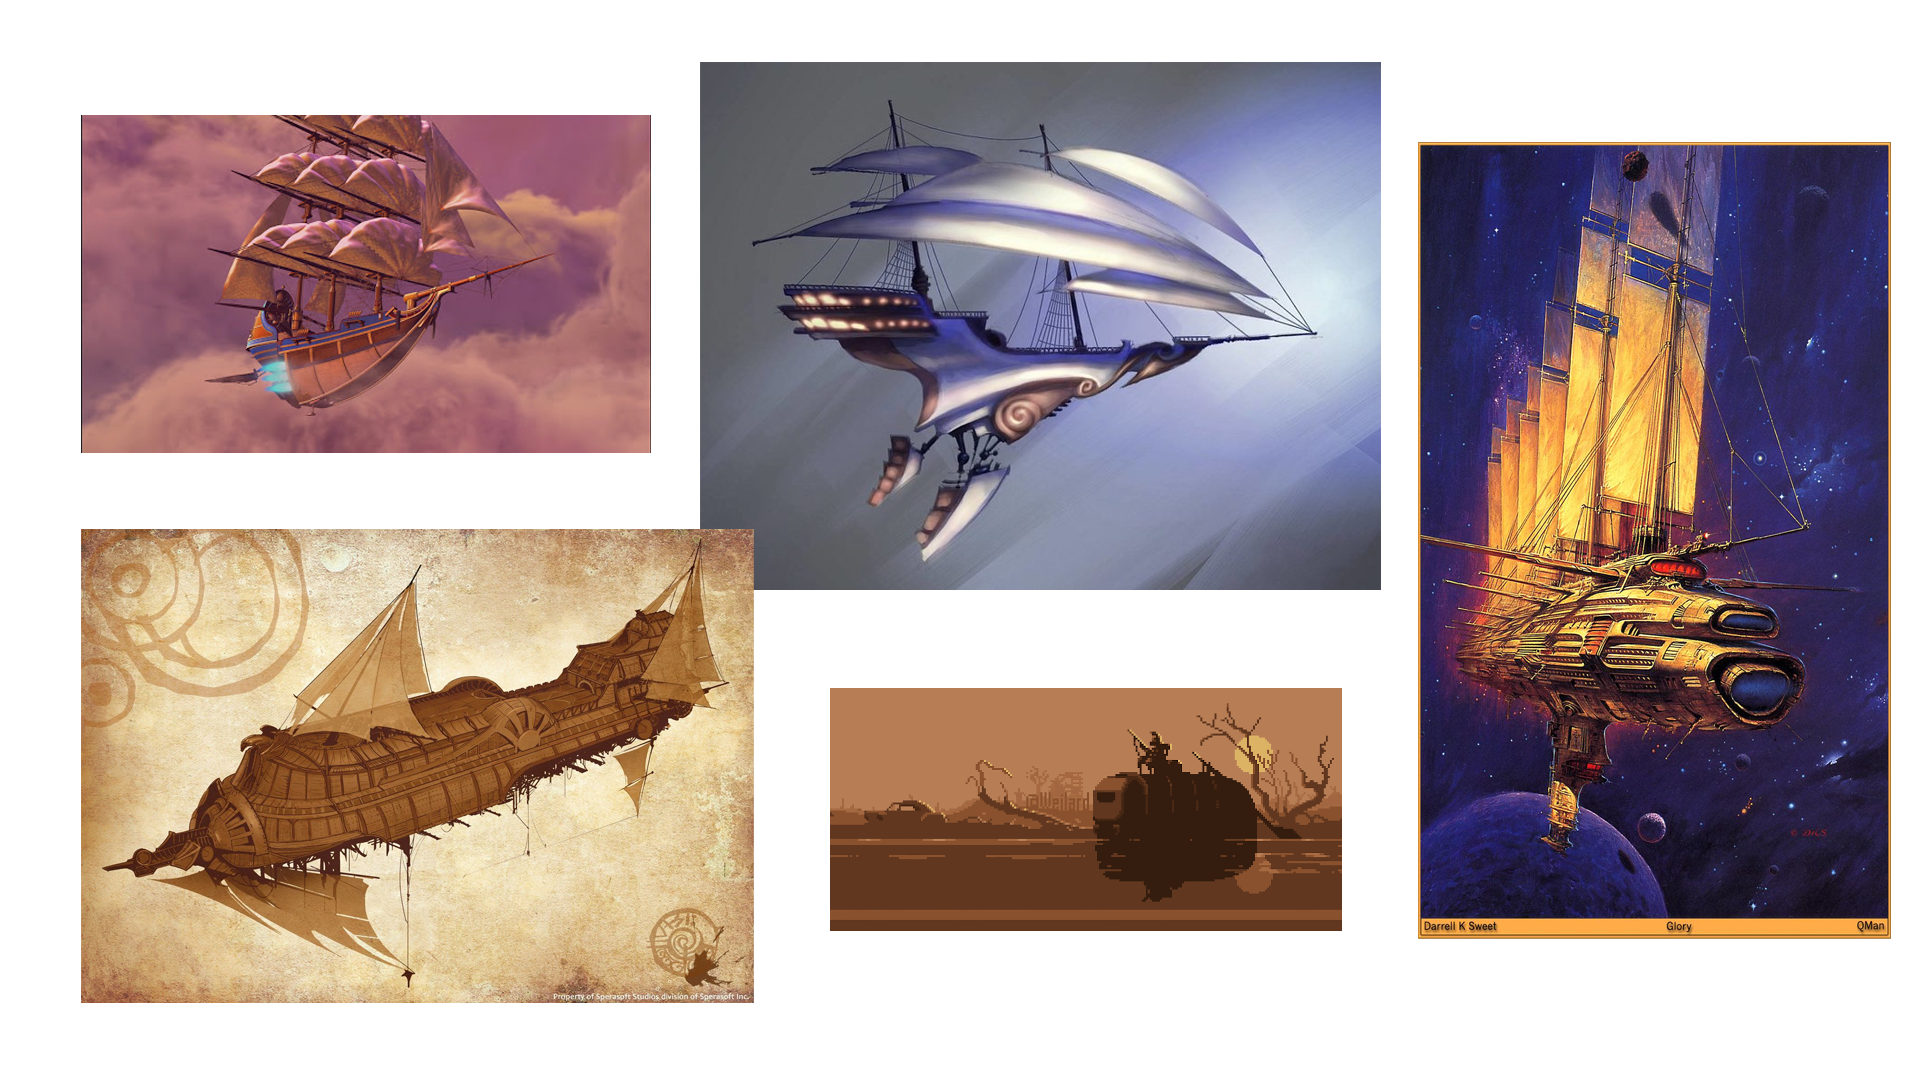 Property of Sperasoft Studios division of Sperasoft Inc.
Darrell K Sweet Glory QMan